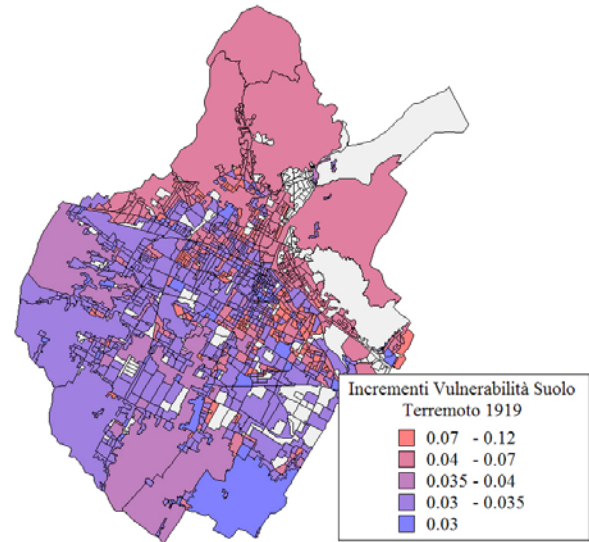 Incrementi Vulnerabilità Suolo
Terremoto 1919
0.07 - 0.12
0.04 - 0.07
0.035 - 0.04
0.03 - 0.035
0.03